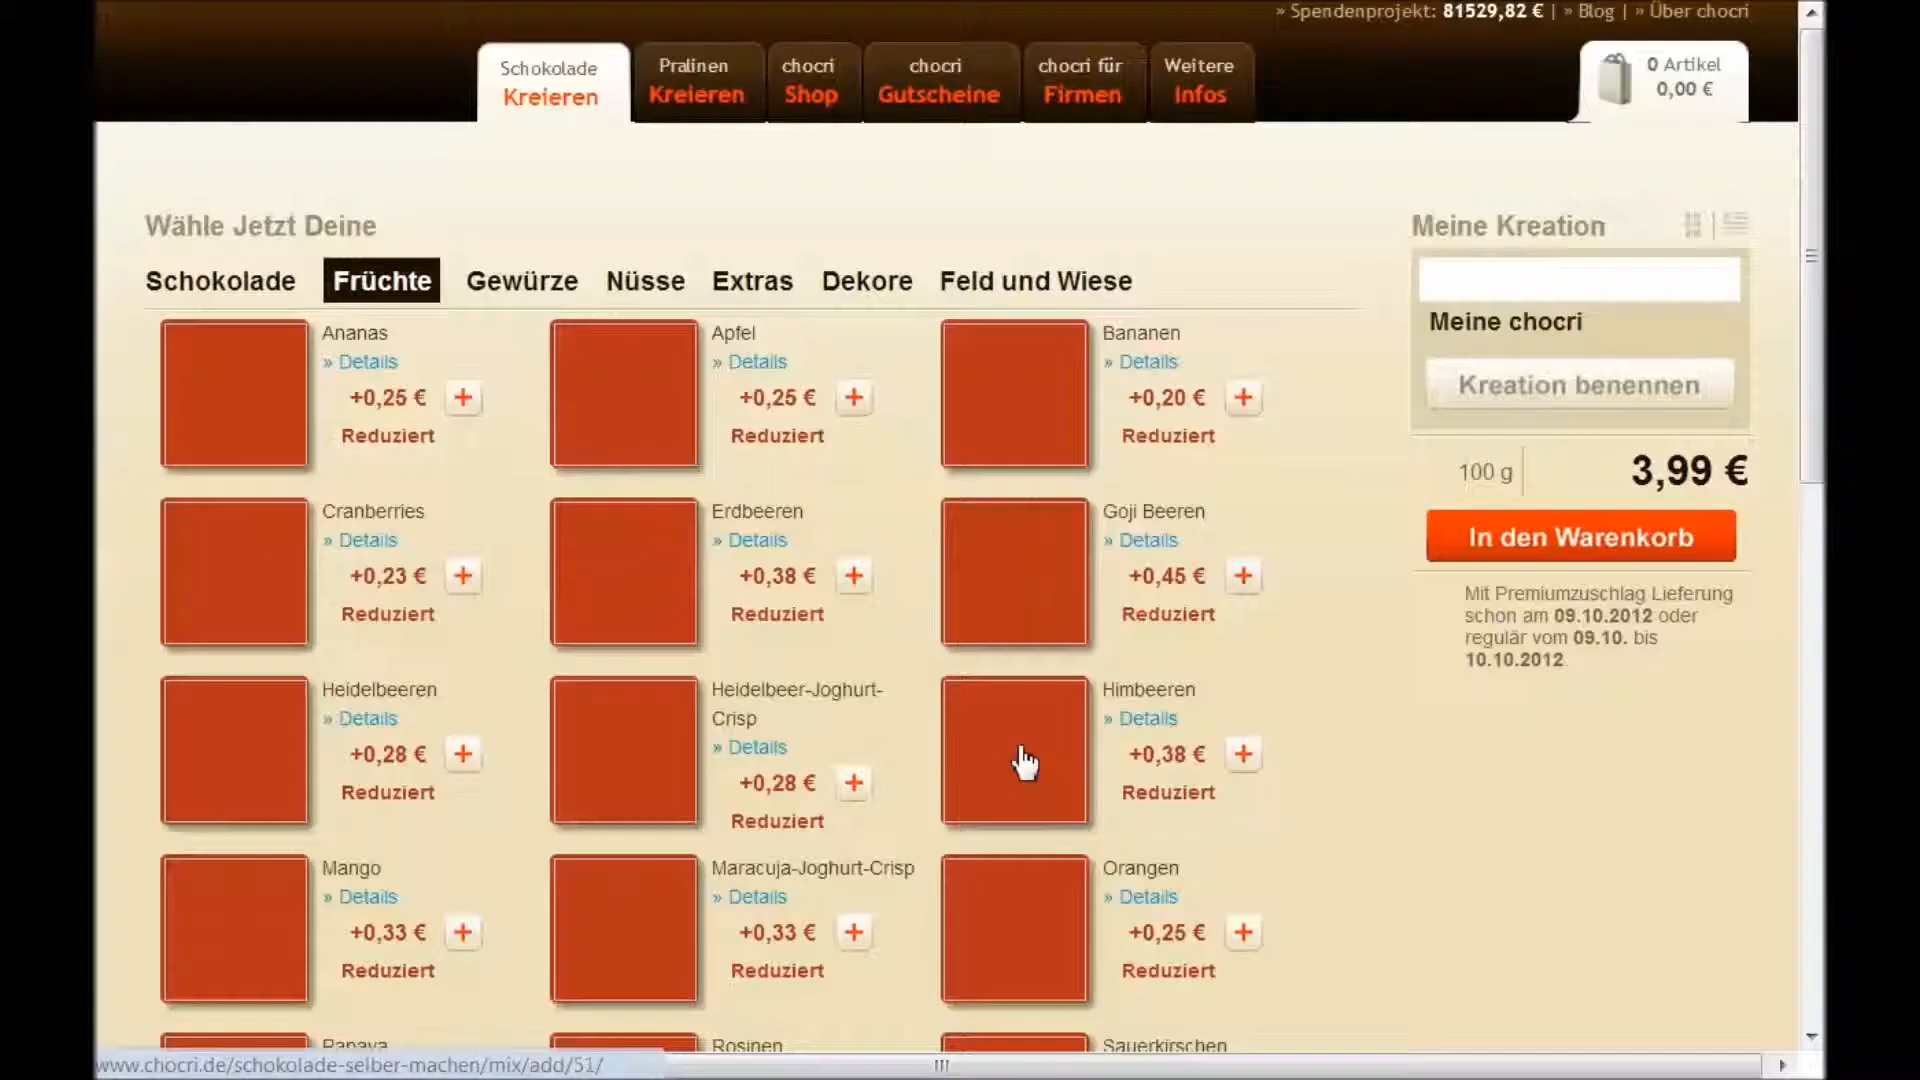 » Spendenprojekt: 81529,82 € | » Blog | » Über chocri
Schokolade
Kreieren
Pralinen
Kreieren
chocri
Shop
chocri
Gutscheine
chocri für
Firmen
Weitere
Infos
0 Artikel
0,00 €
Wähle Jetzt Deine
Schokolade Früchte Gewürze Nüsse Extras Dekore Feld und Wiese
Ananas
» Details
+0,25 € +
Reduziert
Apfel
» Details
+0,25 € +
Reduziert
Bananen
» Details
+0,20 € +
Reduziert
Cranberries
» Details
+0,23 € +
Reduziert
Erdbeeren
» Details
+0,38 € +
Reduziert
Goji Beeren
» Details
+0,45 € +
Reduziert
Heidelbeeren
» Details
+0,28 € +
Reduziert
Heidelbeer-Joghurt-
Crisp
» Details
+0,28 € +
Reduziert
Himbeeren
» Details
+0,38 € +
Reduziert
Mango
» Details
+0,33 € +
Reduziert
Maracuja-Joghurt-Crisp
» Details
+0,33 € +
Reduziert
Orangen
» Details
+0,25 € +
Reduziert
Papaya
Rosinen
Sauerkirschen
Meine Kreation
Meine chocri
Kreation benennen
100 g
3,99 €
In den Warenkorb
Mit Premiumzuschlag Lieferung
schon am 09.10.2012 oder
regulär vom 09.10. bis
10.10.2012.
www.chocri.de/schokolade-selber-machen/mix/add/51/